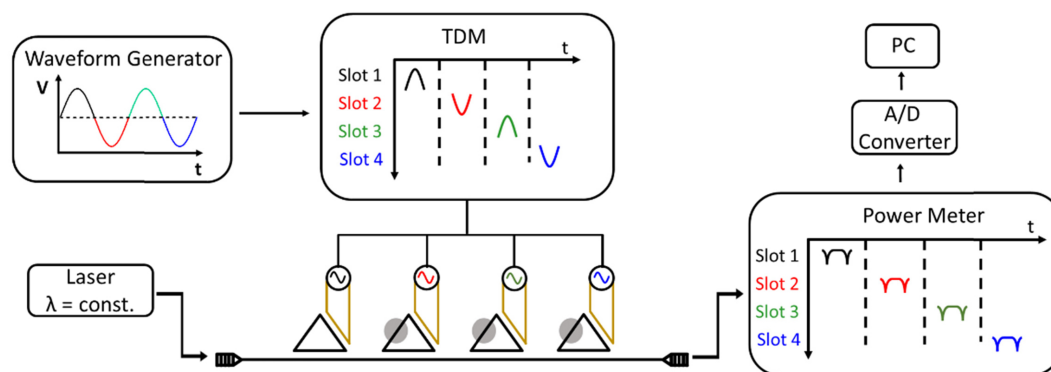 Waveform Generator
V
t
TDM
t
Slot 1
Slot 2
Slot 3
Slot 4
PC
A/D
Converter
Power Meter
t
Slot 1
Slot 2
Slot 3
Slot 4
Laser
λ = const.